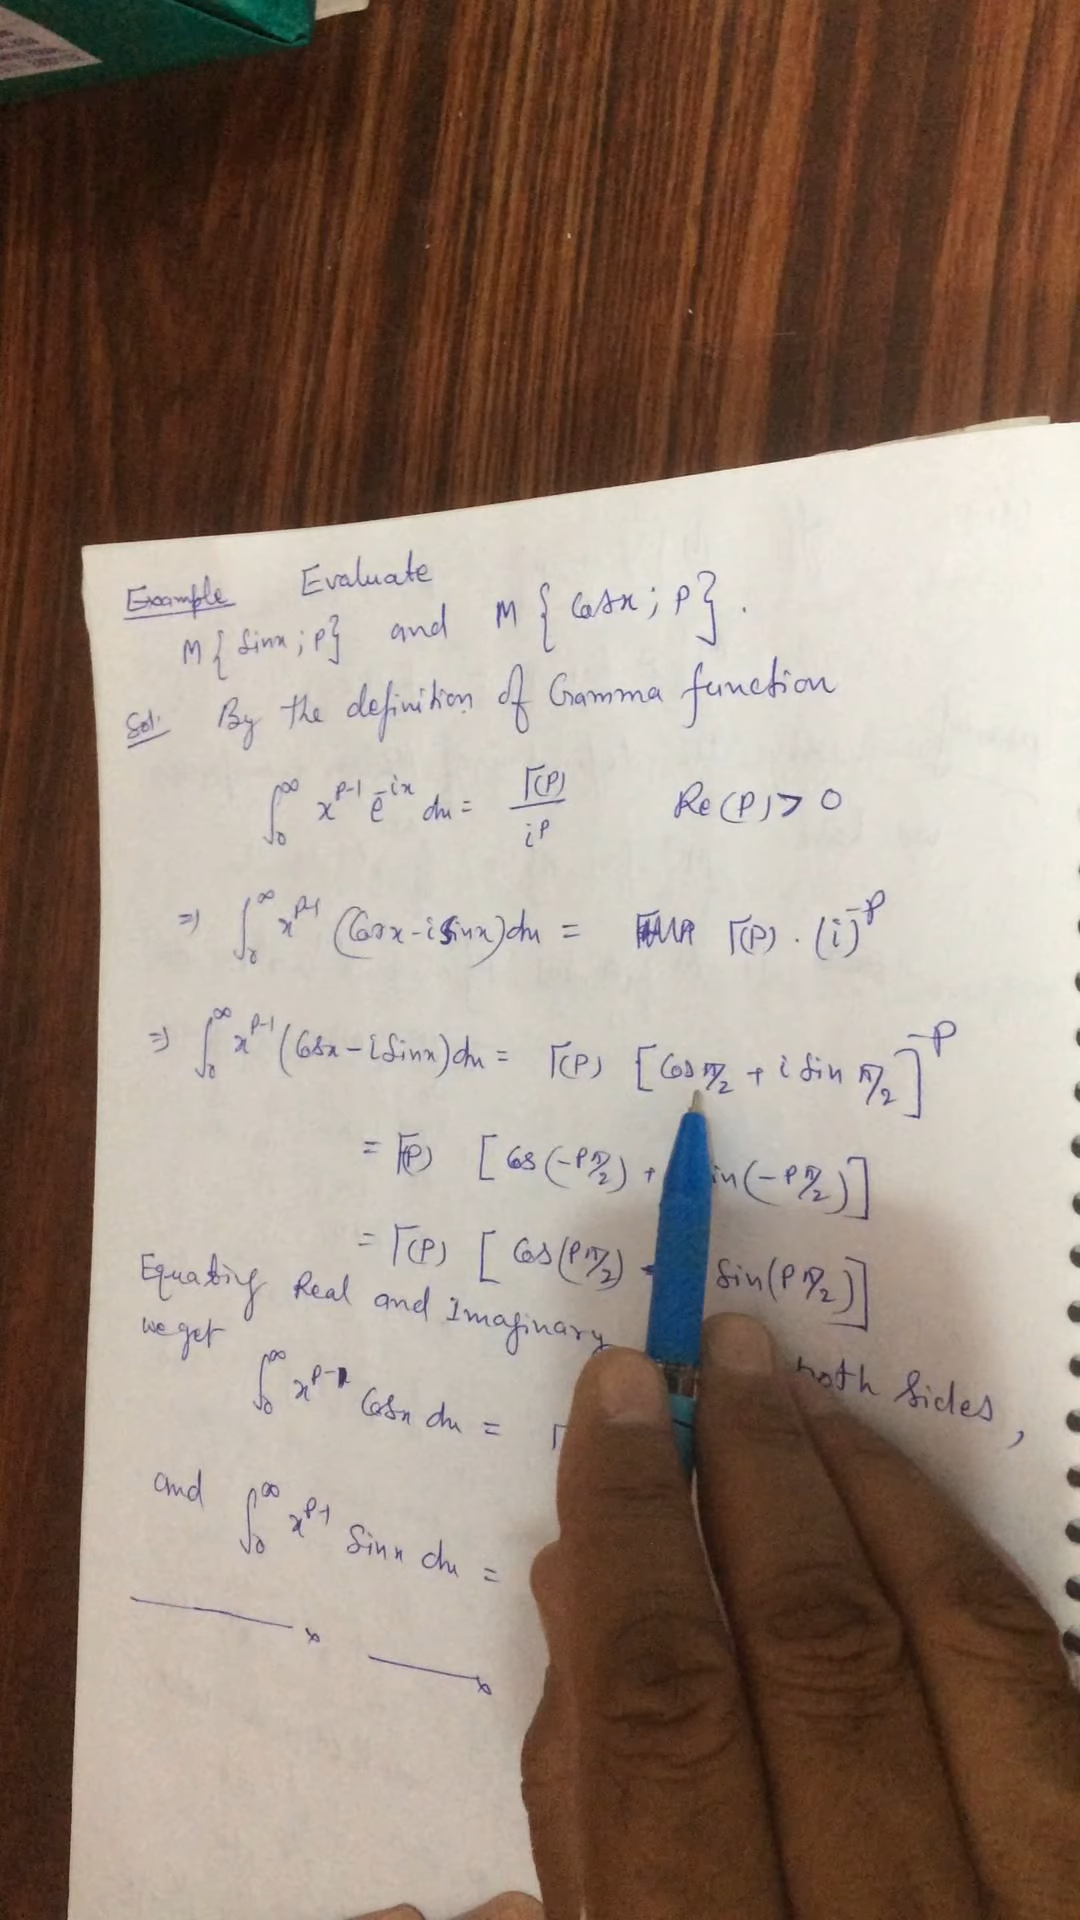 Example Evaluate
M{Sinx; P} and M{Cosx; P}.
Sol. By the definition of Gamma function
∫₀^∞ x^{P-1} e^{-ix} dx = Γ(P)/i^P Re(P) > 0
⇒ ∫₀^∞ x^{P-1} (Cosx - i Sinx) dx = Γ(P) . (i)^{-P}
⇒ ∫₀^∞ x^{P-1} (Cosx - i Sinx) dx = Γ(P) [Cos π/2 + i Sin π/2]^{-P}
= Γ(P) [Cos(-Pπ/2) + in(-Pπ/2)]
= Γ(P) [Cos(Pπ/2) - Sin(Pπ/2)]
Equating Real and Imaginary both Sides,
we get
∫₀^∞ x^{P-1} Cosx dx = Γ
and ∫₀^∞ x^{P-1} Sinx dx =